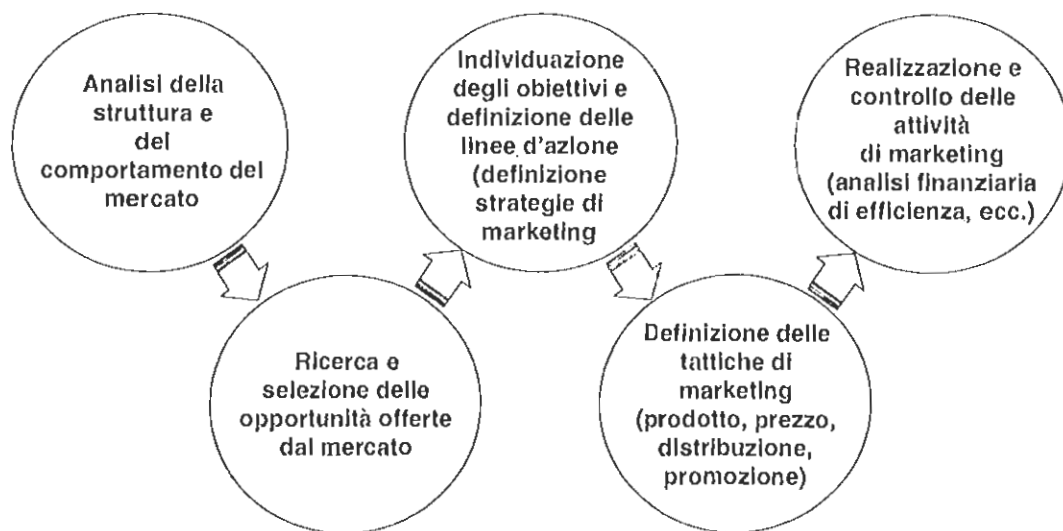 Analisi della
struttura e
del
comportamento del
mercato
Ricerca e
selezione delle
opportunità offerte
dal mercato
Individuazione
degli obiettivi e
definizione delle
linee d'azione
(definizione
strategie di
marketing
Definizione delle
tattiche di
marketing
(prodotto, prezzo,
distribuzione,
promozione)
Realizzazione e
controllo delle
attività
di marketing
(analisi finanziaria
di efficienza, ecc.)